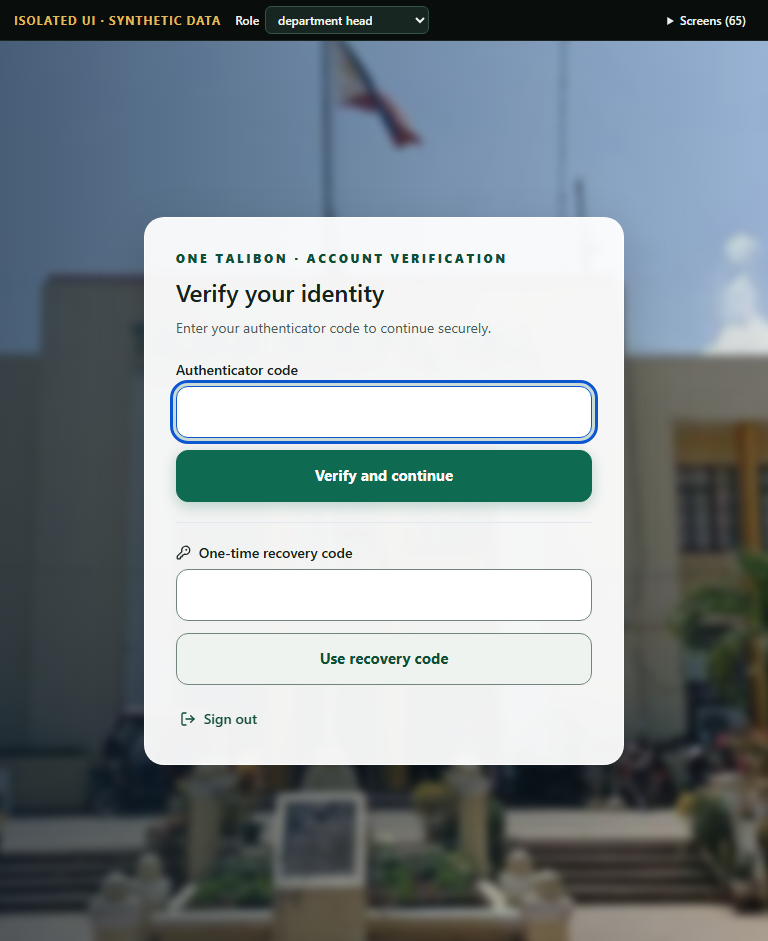 ISOLATED UI · SYNTHETIC DATA Role department head ▶ Screens (65)
ONE TALIBON · ACCOUNT VERIFICATION
Verify your identity
Enter your authenticator code to continue securely.
Authenticator code
Verify and continue
One-time recovery code
Use recovery code
Sign out